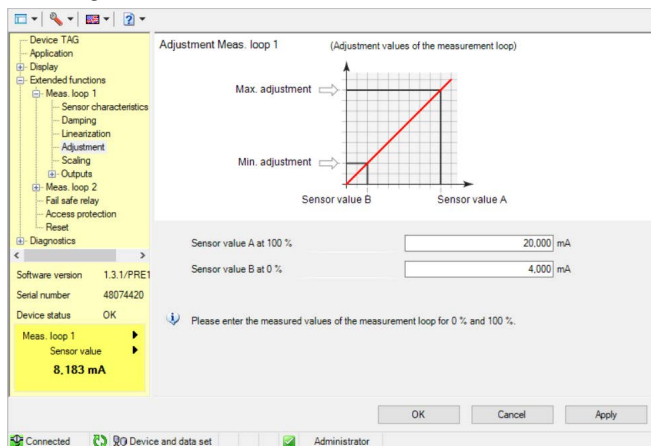 Device TAG
Application
Display
Extended functions
Meas. loop 1
Sensor characteristics
Damping
Linearization
Adjustment
Scaling
Outputs
Meas. loop 2
Fail safe relay
Access protection
Reset
Diagnostics
Software version 1.3.1/PRE1
Serial number 48074420
Device status OK
Meas. loop 1
Sensor value
8,183 mA
Adjustment Meas. loop 1 (Adjustment values of the measurement loop)
Max. adjustment
Min. adjustment
Sensor value B Sensor value A
Sensor value A at 100 % 20,000 mA
Sensor value B at 0 % 4,000 mA
Please enter the measured values of the measurement loop for 0 % and 100 %.
OK Cancel Apply
Connected Device and data set Administrator